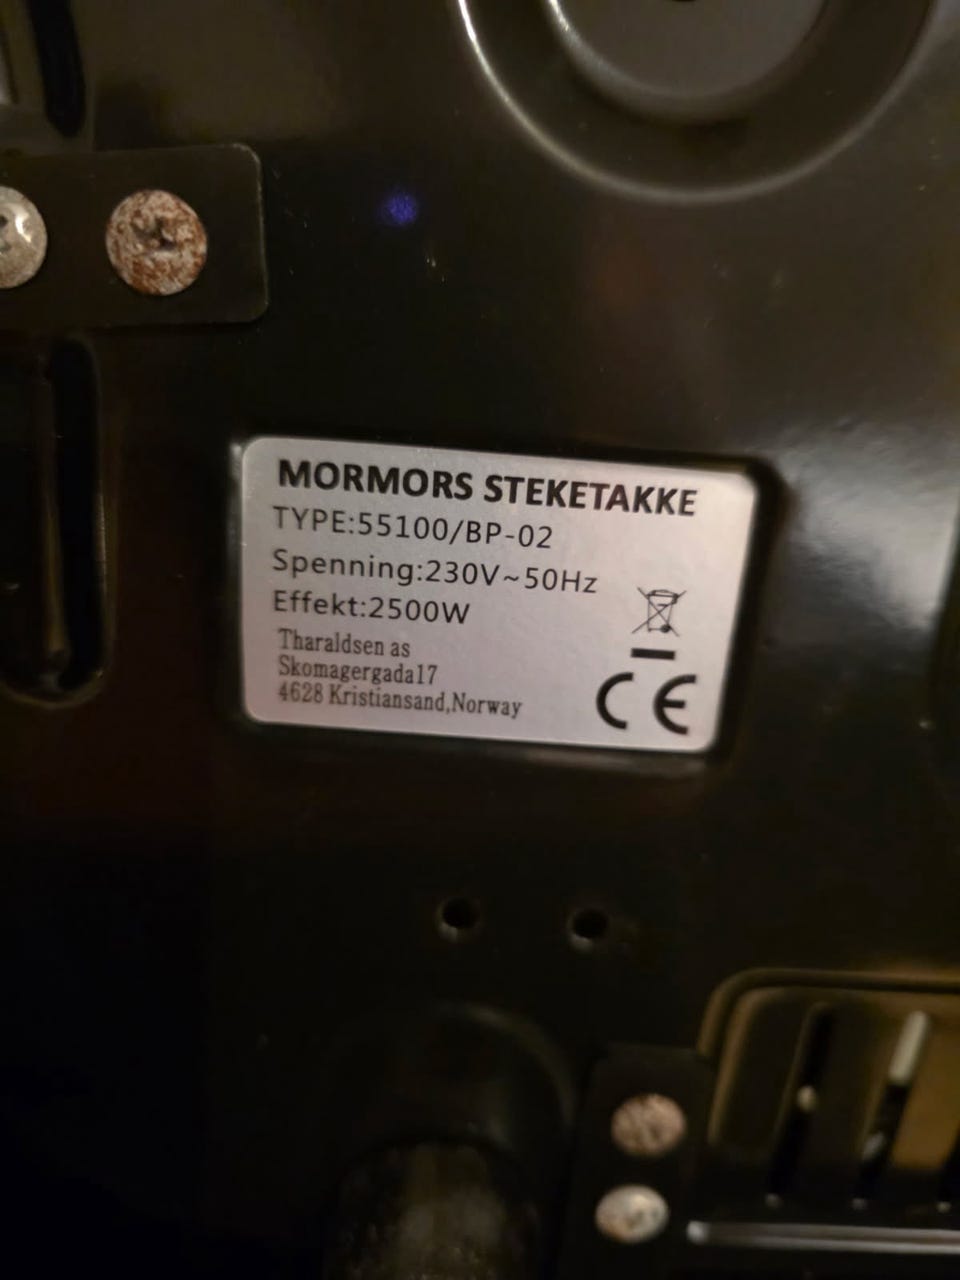 MORMORS STEKETAKKE
TYPE:55100/BP-02
Spenning:230V~50Hz
Effekt:2500W
Tharaldsen as
Skomagergada17
4628 Kristiansand,Norway
CE